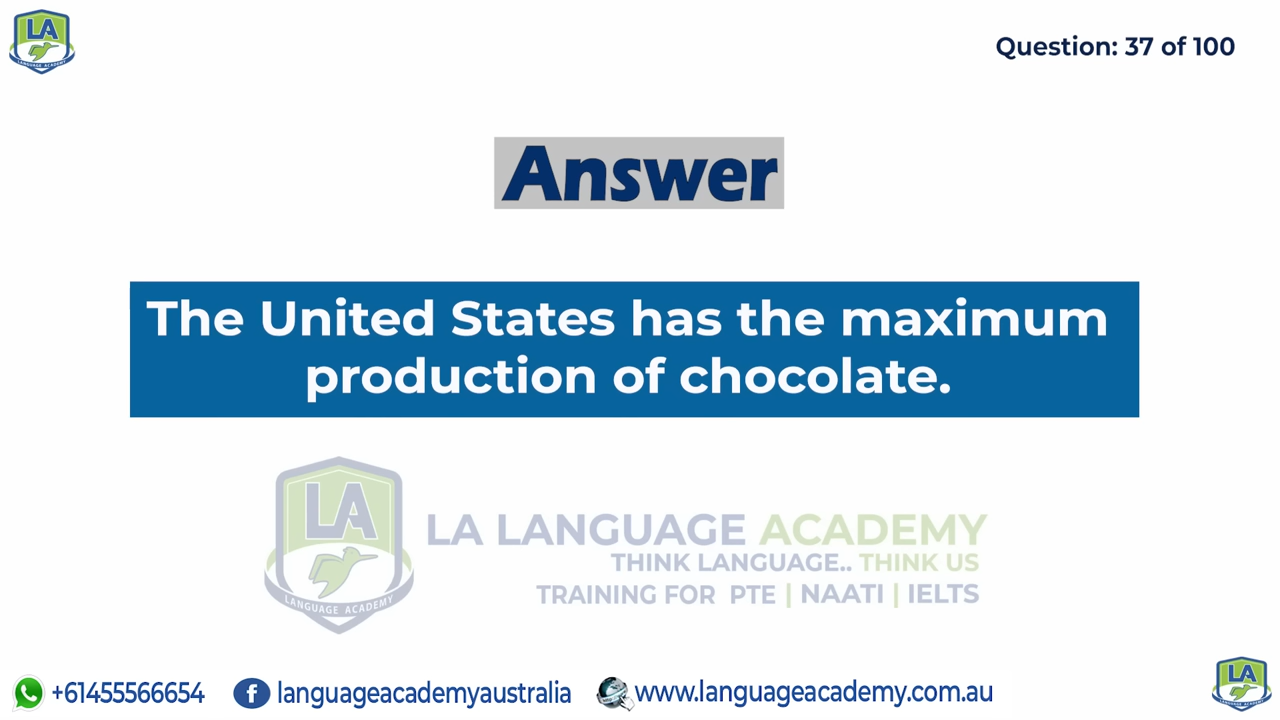 LA
LANGUAGE ACADEMY
Question: 37 of 100
Answer
The United States has the maximum
production of chocolate.
LA
LANGUAGE ACADEMY
LA LANGUAGE ACADEMY
THINK LANGUAGE.. THINK US
TRAINING FOR PTE | NAATI | IELTS
+61455566654
languageacademyaustralia
www.languageacademy.com.au
LA
LANGUAGE ACADEMY